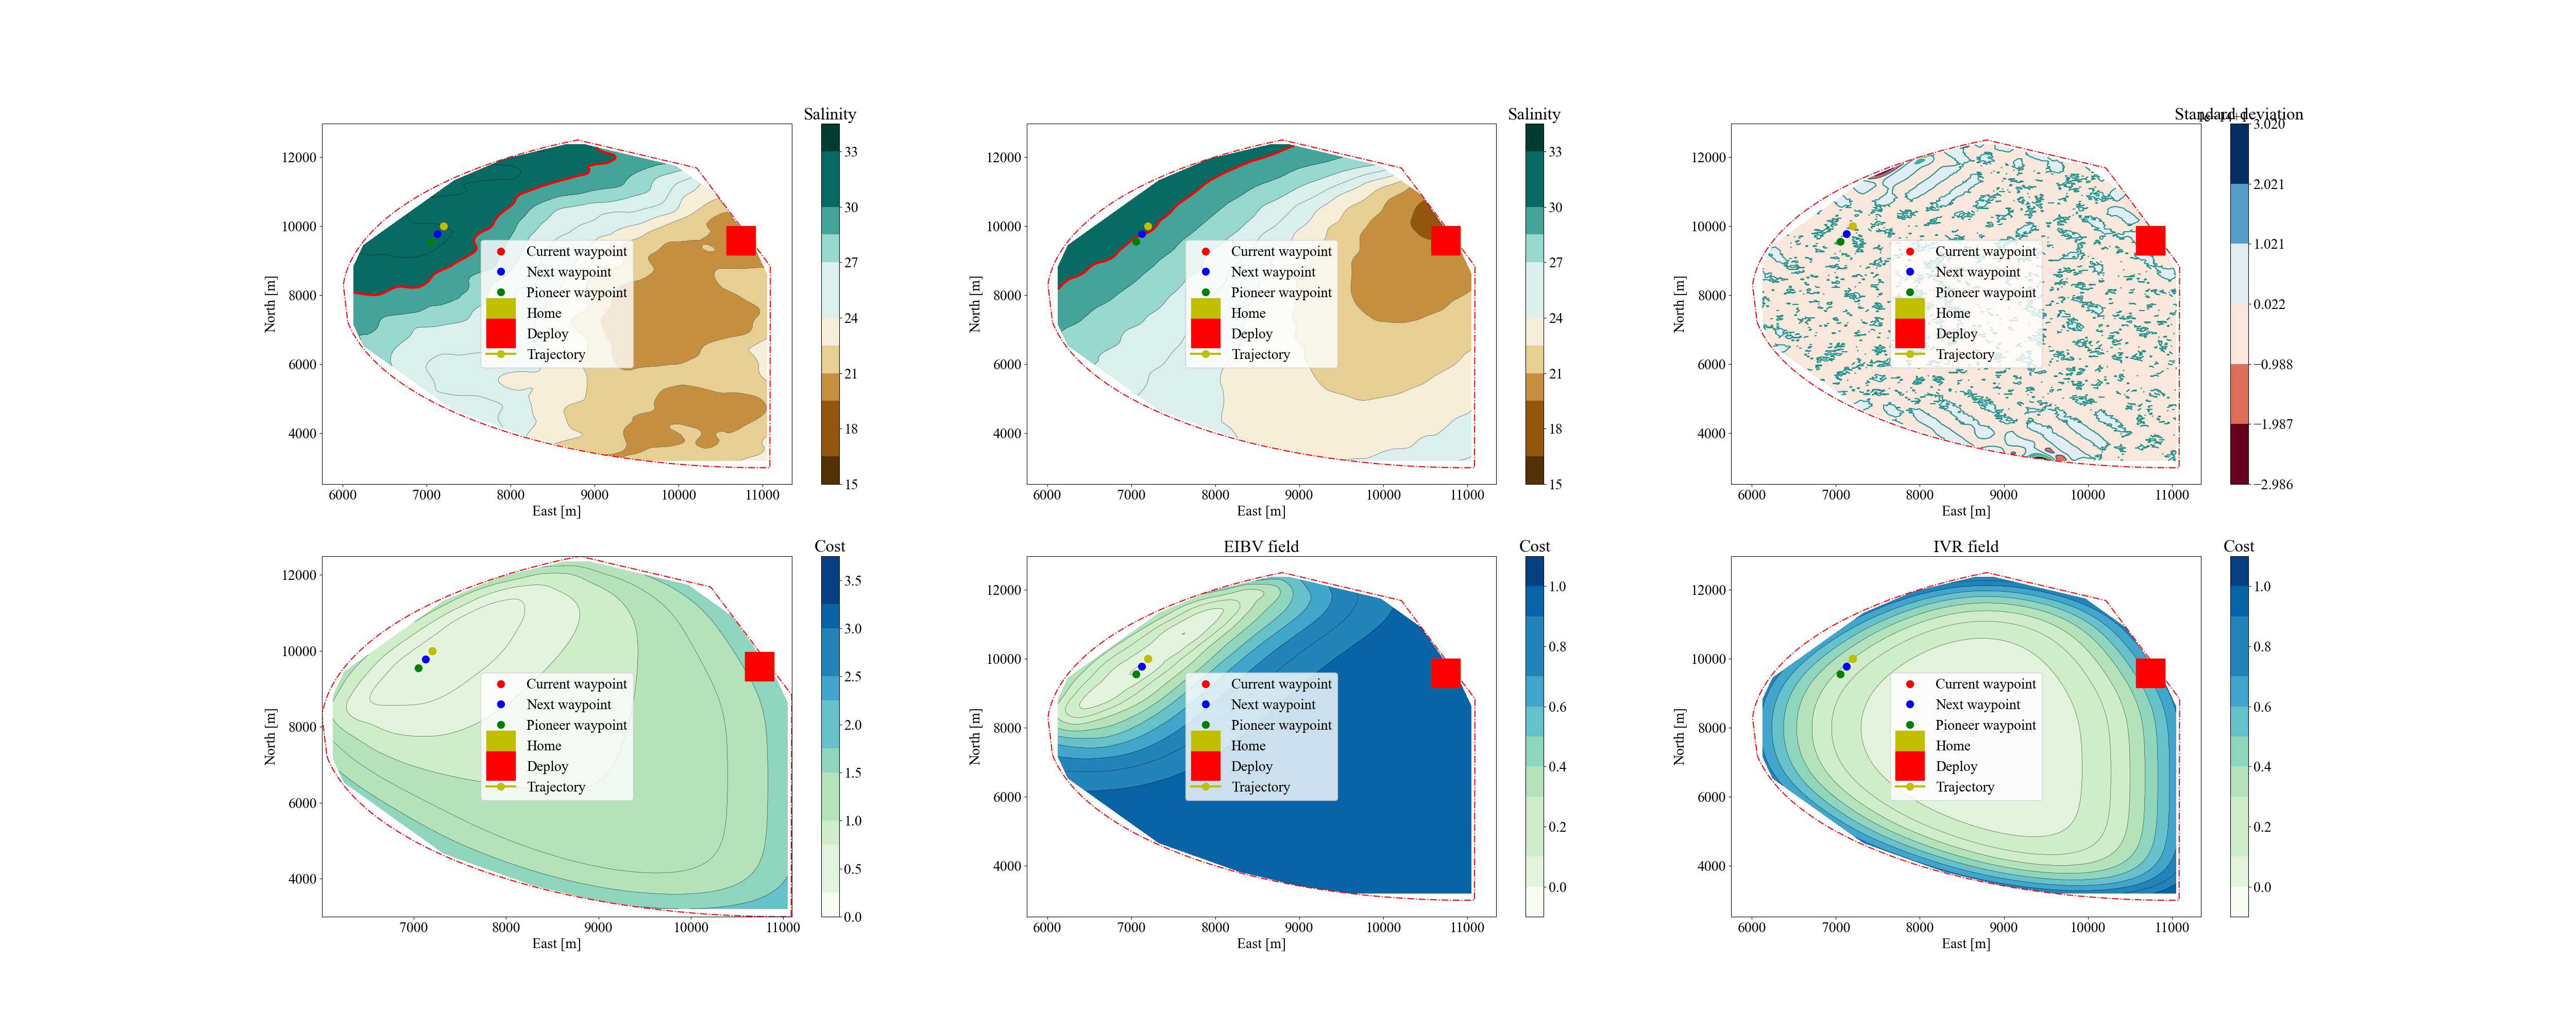 Salinity
12000
10000
8000
6000
4000
North [m]
6000 7000 8000 9000 10000 11000
East [m]
33
30
27
24
21
18
15
Current waypoint
Next waypoint
Pioneer waypoint
Home
Deploy
Trajectory
Salinity
12000
10000
8000
6000
4000
North [m]
6000 7000 8000 9000 10000 11000
East [m]
33
30
27
24
21
18
15
Current waypoint
Next waypoint
Pioneer waypoint
Home
Deploy
Trajectory
Standard deviation
12000
10000
8000
6000
4000
North [m]
6000 7000 8000 9000 10000 11000
East [m]
3.020
2.021
1.021
0.022
−0.988
−1.987
−2.986
Current waypoint
Next waypoint
Pioneer waypoint
Home
Deploy
Trajectory
Cost
12000
10000
8000
6000
4000
North [m]
7000 8000 9000 10000 11000
East [m]
3.5
3.0
2.5
2.0
1.5
1.0
0.5
0.0
Current waypoint
Next waypoint
Pioneer waypoint
Home
Deploy
Trajectory
EIBV field
Cost
12000
10000
8000
6000
4000
North [m]
6000 7000 8000 9000 10000 11000
East [m]
1.0
0.8
0.6
0.4
0.2
0.0
Current waypoint
Next waypoint
Pioneer waypoint
Home
Deploy
Trajectory
IVR field
Cost
12000
10000
8000
6000
4000
North [m]
6000 7000 8000 9000 10000 11000
East [m]
1.0
0.8
0.6
0.4
0.2
0.0
Current waypoint
Next waypoint
Pioneer waypoint
Home
Deploy
Trajectory